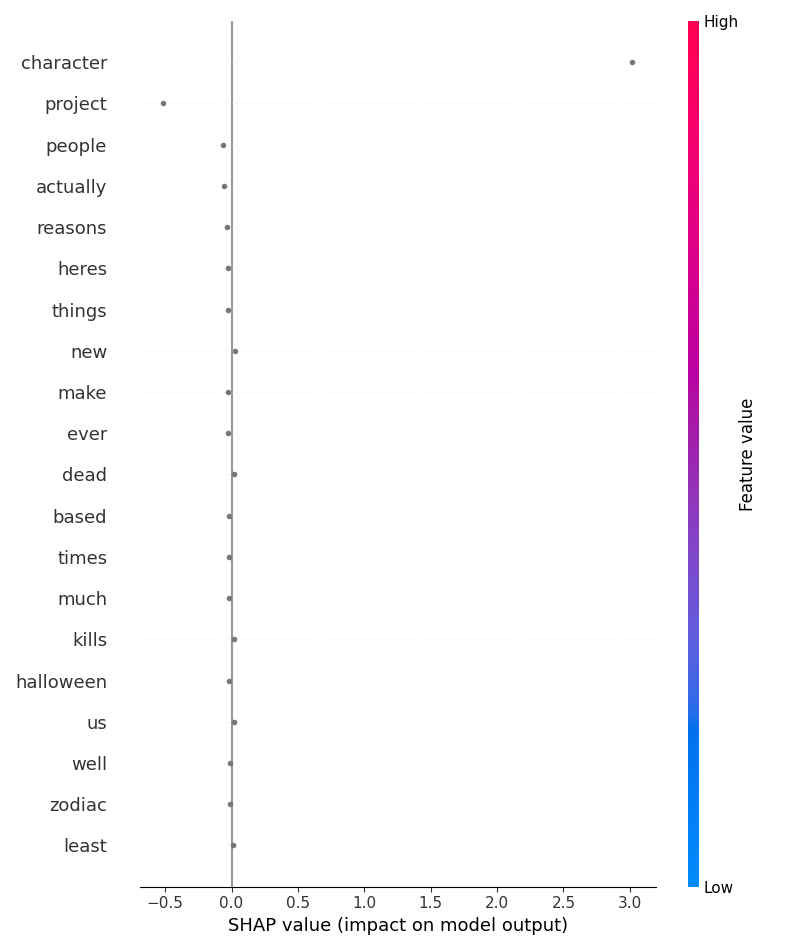 High
character
project
people
actually
reasons
heres
things
new
make
ever
dead
based
times
much
kills
halloween
us
well
zodiac
least
Feature value
Low
−0.5 0.0 0.5 1.0 1.5 2.0 2.5 3.0
SHAP value (impact on model output)